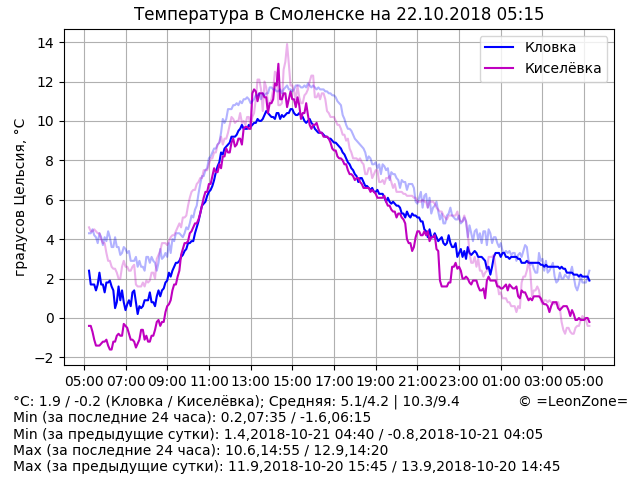 Температура в Смоленске на 22.10.2018 05:15
Кловка
Киселёвка
градусов Цельсия, °C
14
12
10
8
6
4
2
0
−2
05:00 07:00 09:00 11:00 13:00 15:00 17:00 19:00 21:00 23:00 01:00 03:00 05:00
°C: 1.9 / -0.2 (Кловка / Киселёвка); Средняя: 5.1/4.2 | 10.3/9.4 © =LeonZone=
Min (за последние 24 часа): 0.2,07:35 / -1.6,06:15
Min (за предыдущие сутки): 1.4,2018-10-21 04:40 / -0.8,2018-10-21 04:05
Max (за последние 24 часа): 10.6,14:55 / 12.9,14:20
Max (за предыдущие сутки): 11.9,2018-10-20 15:45 / 13.9,2018-10-20 14:45